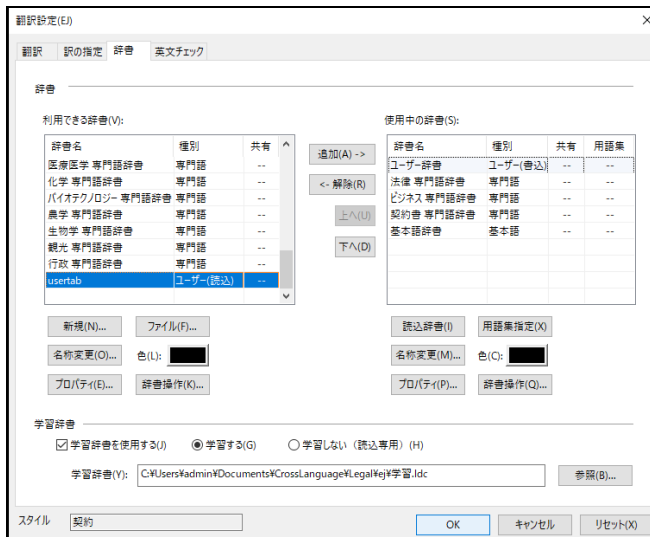 翻訳設定(EJ)
翻訳 訳の指定 辞書 英文チェック
辞書
利用できる辞書(V):
辞書名 種別 共有
医療医学 専門語辞書 専門語 --
化学 専門語辞書 専門語 --
バイオテクノロジー 専門語辞書 専門語 --
農学 専門語辞書 専門語 --
生物学 専門語辞書 専門語 --
観光 専門語辞書 専門語 --
行政 専門語辞書 専門語 --
usertab ユーザー(読込) --
追加(A) ->
<- 解除(R)
上へ(U)
下へ(D)
使用中の辞書(S):
辞書名 種別 共有 用語集
ユーザー辞書 ユーザー(書込) -- --
法律 専門語辞書 専門語 -- --
ビジネス 専門語辞書 専門語 -- --
契約書 専門語辞書 専門語 -- --
基本語辞書 基本語 -- --
新規(N)... ファイル(F)...
名称変更(O)... 色(L):
プロパティ(E)... 辞書操作(K)...
読込辞書(I) 用語集指定(X)
名称変更(M)... 色(C):
プロパティ(P)... 辞書操作(Q)...
学習辞書
学習辞書を使用する(J) 学習する(G) 学習しない（読込専用）(H)
学習辞書(Y): C:¥Users¥admin¥Documents¥CrossLanguage¥Legal¥ej¥学習.ldc 参照(B)...
スタイル 契約 OK キャンセル リセット(X)